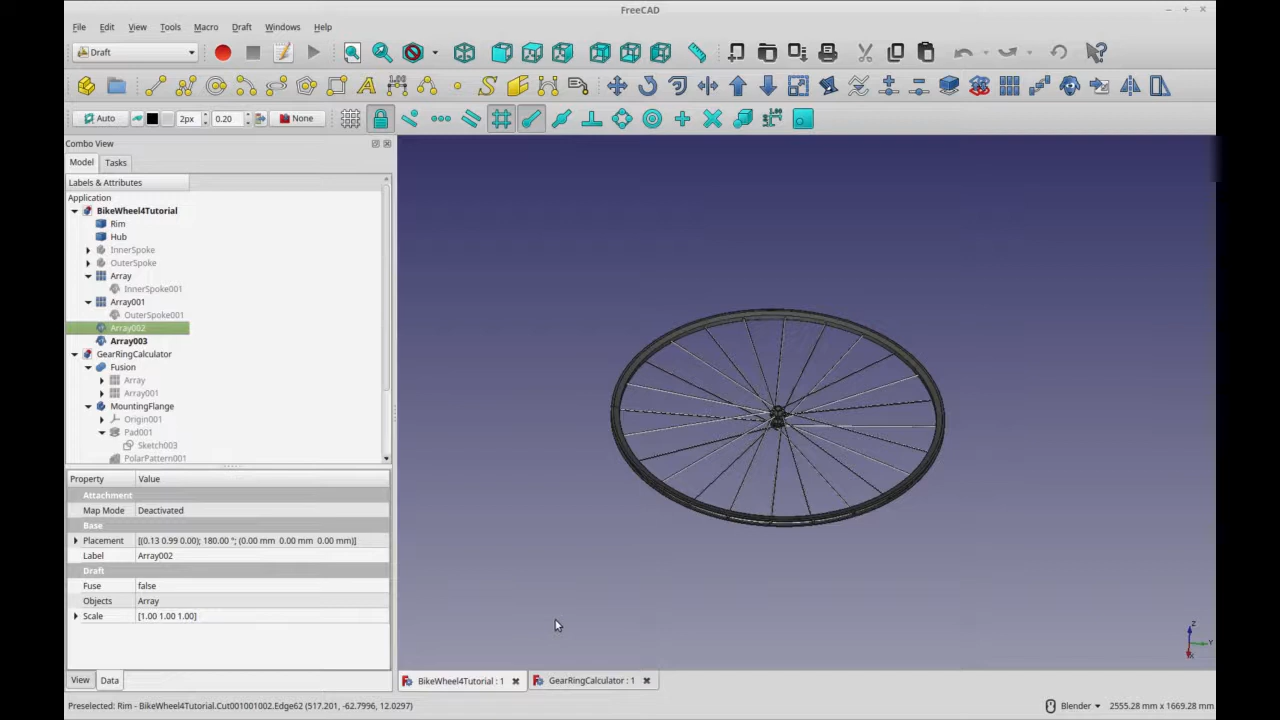 FreeCAD
File Edit View Tools Macro Draft Windows Help
Draft
Auto 2px 0.20 None
Combo View
Model Tasks
Labels & Attributes
Application
BikeWheel4Tutorial
Rim
Hub
InnerSpoke
OuterSpoke
Array
InnerSpoke001
Array001
OuterSpoke001
Array002
Array003
GearRingCalculator
Fusion
Array
Array001
MountingFlange
Origin001
Pad001
Sketch003
PolarPattern001
Property Value
Attachment
Map Mode Deactivated
Base
Placement [(0.13 0.99 0.00); 180.00 °; (0.00 mm 0.00 mm 0.00 mm)]
Label Array002
Draft
Fuse false
Objects Array
Scale [1.00 1.00 1.00]
Z
Y
View Data
BikeWheel4Tutorial : 1 GearRingCalculator : 1
Preselected: Rim - BikeWheel4Tutorial.Cut001001002.Edge62 (517.201, -62.7996, 12.0297) Blender 2555.28 mm x 1669.28 mm